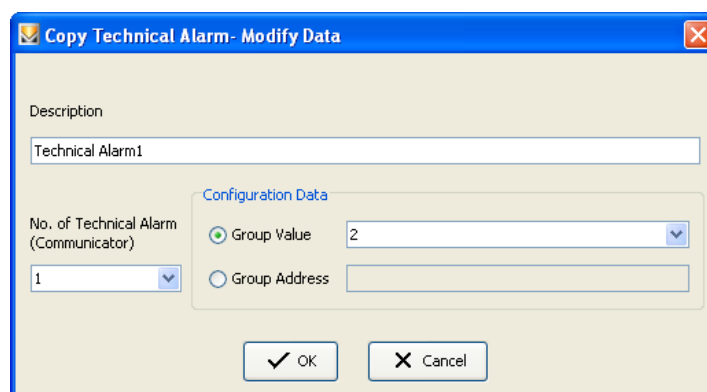 Copy Technical Alarm- Modify Data
Description
Technical Alarm1
Configuration Data
No. of Technical Alarm
(Communicator)
1
Group Value
2
Group Address
OK
Cancel